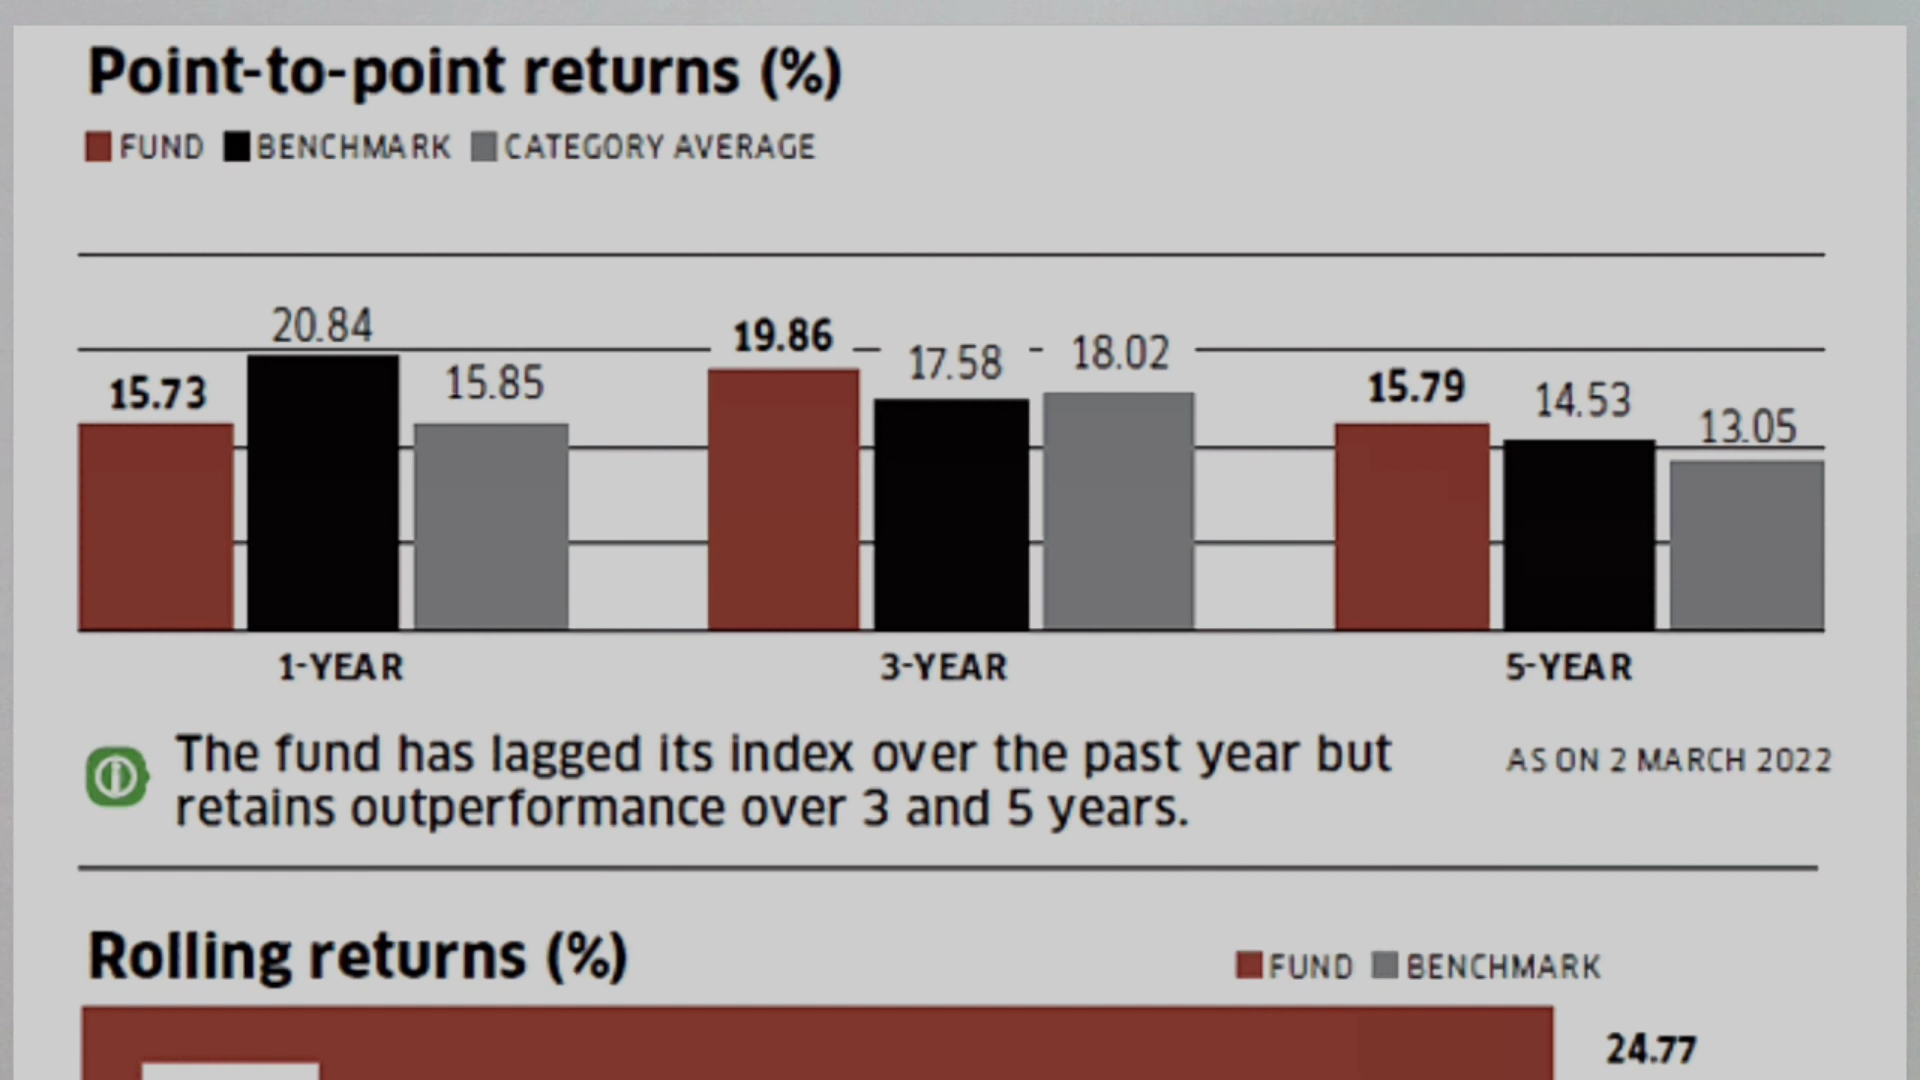 Point-to-point returns (%)
FUND BENCHMARK CATEGORY AVERAGE
15.73 20.84 15.85 19.86 17.58 18.02 15.79 14.53 13.05
1-YEAR 3-YEAR 5-YEAR
The fund has lagged its index over the past year but
retains outperformance over 3 and 5 years.
AS ON 2 MARCH 2022
Rolling returns (%)
FUND BENCHMARK
24.77